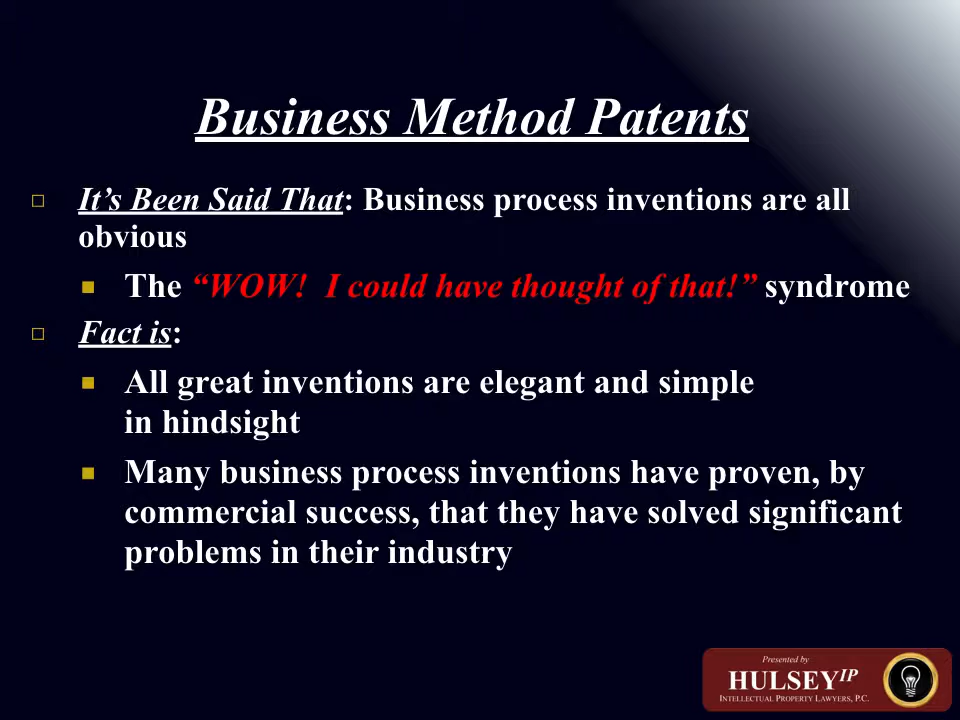 Business Method Patents
It’s Been Said That: Business process inventions are all
obvious
The “WOW!  I could have thought of that!” syndrome
Fact is:
All great inventions are elegant and simple
in hindsight
Many business process inventions have proven, by
commercial success, that they have solved significant
problems in their industry
Presented by
HULSEY IP
INTELLECTUAL PROPERTY LAWYERS, P.C.